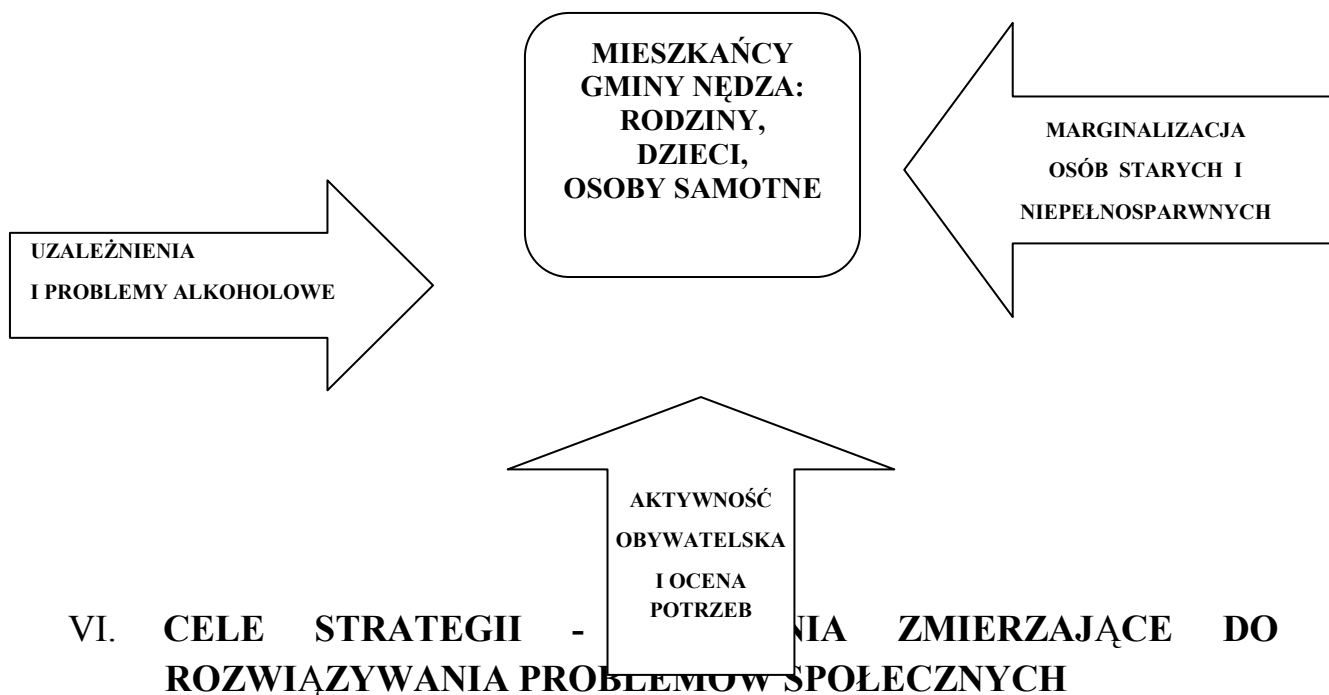 MIESZKAŃCY
GMINY NĘDZA:
RODZINY,
DZIECI,
OSOBY SAMOTNE
MARGINALIZACJA
OSÓB STARYCH I
NIEPEŁNOSPARWNYCH
UZALEŻNIENIA
I PROBLEMY ALKOHOLOWE
AKTYWNOŚĆ
OBYWATELSKA
I OCENA
POTRZEB
VI. CELE STRATEGII - NIA ZMIERZAJĄCE DO
ROZWIĄZYWANIA PROBLEMÓW SPOŁECZNYCH